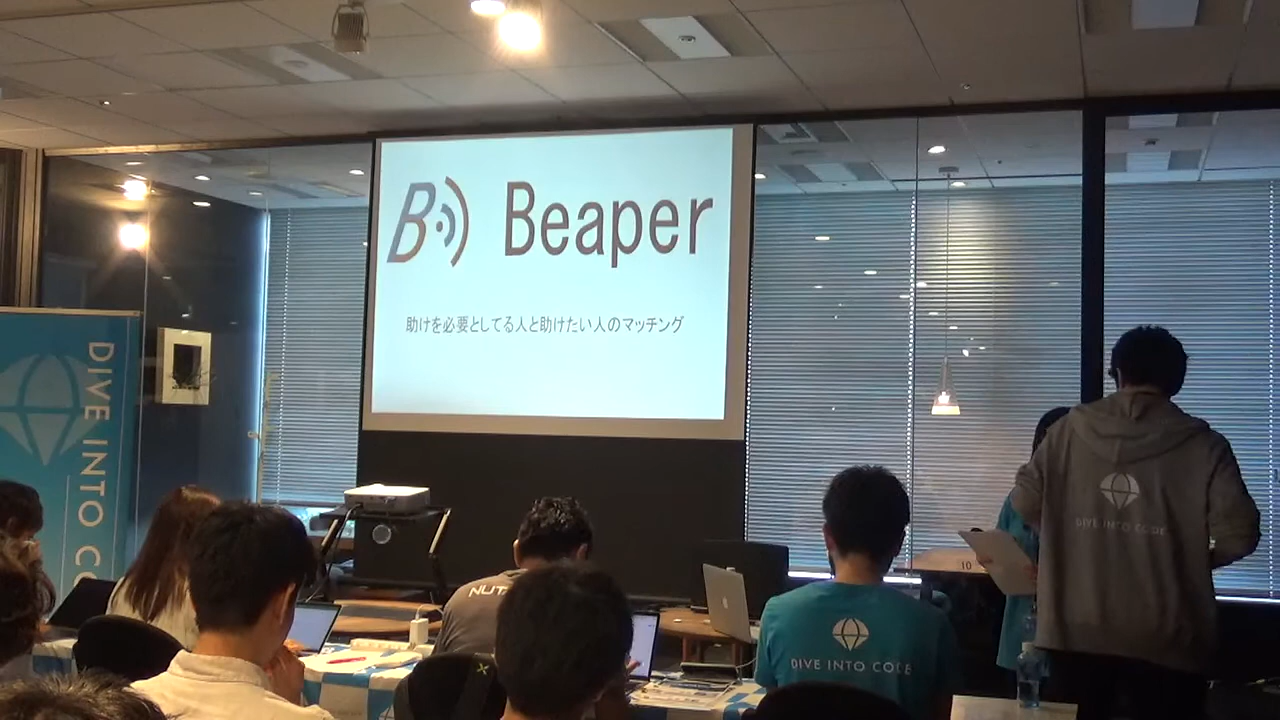 B
Beaper
助けを必要としてる人と助けたい人のマッチング
DIVE INTO CO
NUT
DIVE INTO CODE
DIVE INTO CODE
10